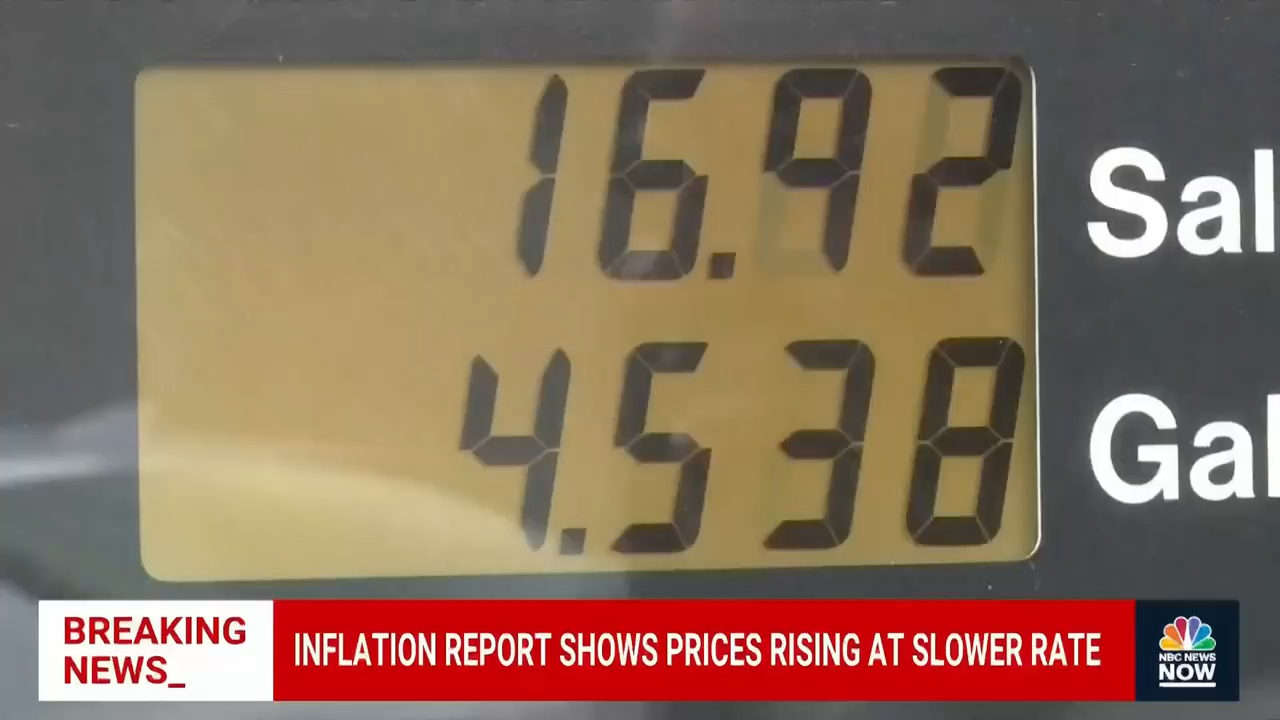 16.92
Sal
4.538
Gal
BREAKING
NEWS_
INFLATION REPORT SHOWS PRICES RISING AT SLOWER RATE
NBC NEWS
NOW